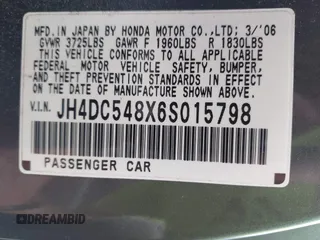 MFD. IN JAPAN BY HONDA MOTOR CO., LTD. 3/'06
GVWR 3725LBS GAWR F 1960LBS R 1830LBS
THIS VEHICLE CONFORMS TO ALL APPLICABLE
FEDERAL MOTOR VEHICLE SAFETY, BUMPER,
AND THEFT PREVENTION STANDARDS IN EFFECT
ON THE DATE OF MANUFACTURE SHOWN ABOVE.
V.I.N. JH4DC548X6S015798
PASSENGER CAR
DREAMBID